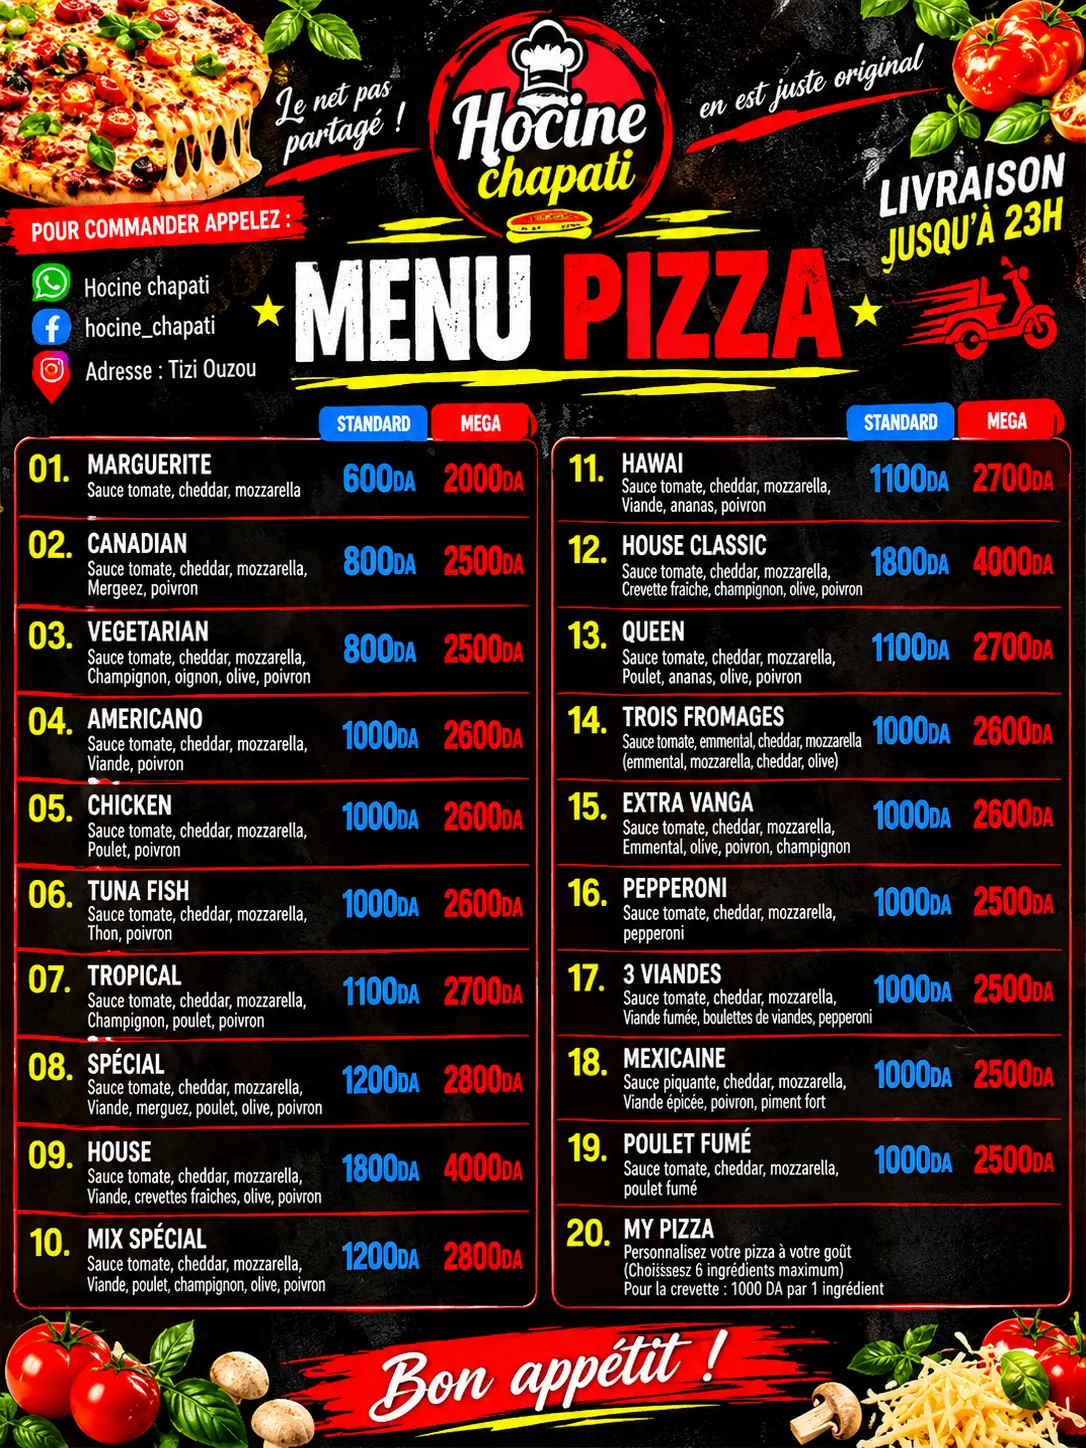 Le net pas
partagé !
Hocine
chapati
en est juste original
LIVRAISON
JUSQU'À 23H
POUR COMMANDER APPELEZ :
Hocine chapati
hocine_chapati
Adresse : Tizi Ouzou
MENU PIZZA
STANDARD MEGA
01. MARGUERITE 600DA 2000DA
Sauce tomate, cheddar, mozzarella
02. CANADIAN 800DA 2500DA
Sauce tomate, cheddar, mozzarella,
Mergeez, poivron
03. VEGETARIAN 800DA 2500DA
Sauce tomate, cheddar, mozzarella,
Champignon, oignon, olive, poivron
04. AMERICANO 1000DA 2600DA
Sauce tomate, cheddar, mozzarella,
Viande, poivron
05. CHICKEN 1000DA 2600DA
Sauce tomate, cheddar, mozzarella,
Poulet, poivron
06. TUNA FISH 1000DA 2600DA
Sauce tomate, cheddar, mozzarella,
Thon, poivron
07. TROPICAL 1100DA 2700DA
Sauce tomate, cheddar, mozzarella,
Champignon, poulet, poivron
08. SPÉCIAL 1200DA 2800DA
Sauce tomate, cheddar, mozzarella,
Viande, merguez, poulet, olive, poivron
09. HOUSE 1800DA 4000DA
Sauce tomate, cheddar, mozzarella,
Viande, crevettes fraiches, olive, poivron
10. MIX SPÉCIAL 1200DA 2800DA
Sauce tomate, cheddar, mozzarella,
Viande, poulet, champignon, olive, poivron
STANDARD MEGA
11. HAWAI 1100DA 2700DA
Sauce tomate, cheddar, mozzarella,
Viande, ananas, poivron
12. HOUSE CLASSIC 1800DA 4000DA
Sauce tomate, cheddar, mozzarella,
Crevette fraiche, champignon, olive, poivron
13. QUEEN 1100DA 2700DA
Sauce tomate, cheddar, mozzarella,
Poulet, ananas, olive, poivron
14. TROIS FROMAGES 1000DA 2600DA
Sauce tomate, emmental, cheddar, mozzarella
(emmental, mozzarella, cheddar, olive)
15. EXTRA VANGA 1000DA 2600DA
Sauce tomate, cheddar, mozzarella,
Emmental, olive, poivron, champignon
16. PEPPERONI 1000DA 2500DA
Sauce tomate, cheddar, mozzarella,
pepperoni
17. 3 VIANDES 1000DA 2500DA
Sauce tomate, cheddar, mozzarella,
Viande fumée, boulettes de viandes, pepperoni
18. MEXICAINE 1000DA 2500DA
Sauce piquante, cheddar, mozzarella,
Viande épicée, poivron, piment fort
19. POULET FUMÉ 1000DA 2500DA
Sauce tomate, cheddar, mozzarella,
poulet fumé
20. MY PIZZA
Personnalisez votre pizza à votre goût
(Choissesz 6 ingrédients maximum)
Pour la crevette : 1000 DA par 1 ingrédient
Bon appétit !